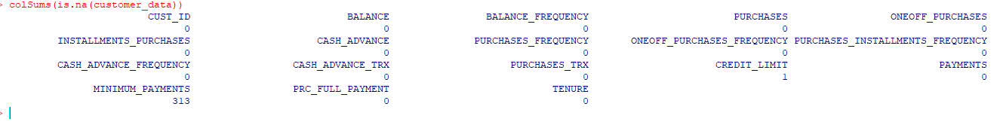 > colSums(is.na(customer_data))
CUST_ID BALANCE BALANCE_FREQUENCY PURCHASES ONEOFF_PURCHASES
0 0 0 0 0
INSTALLMENTS_PURCHASES CASH_ADVANCE PURCHASES_FREQUENCY ONEOFF_PURCHASES_FREQUENCY PURCHASES_INSTALLMENTS_FREQUENCY
0 0 0 0 0
CASH_ADVANCE_FREQUENCY CASH_ADVANCE_TRX PURCHASES_TRX CREDIT_LIMIT PAYMENTS
0 0 0 1 0
MINIMUM_PAYMENTS PRC_FULL_PAYMENT TENURE
313 0 0
>